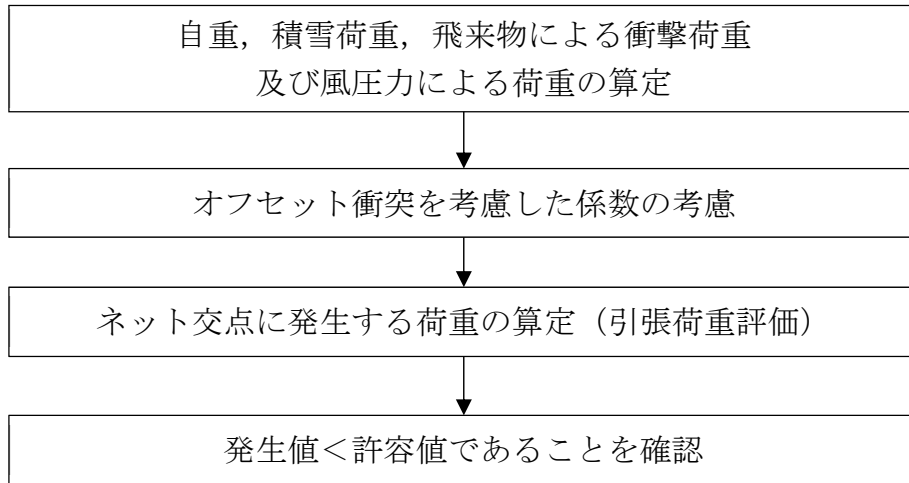 自重，積雪荷重，飛来物による衝撃荷重
及び風圧力による荷重の算定
オフセット衝突を考慮した係数の考慮
ネット交点に発生する荷重の算定（引張荷重評価）
発生値＜許容値であることを確認